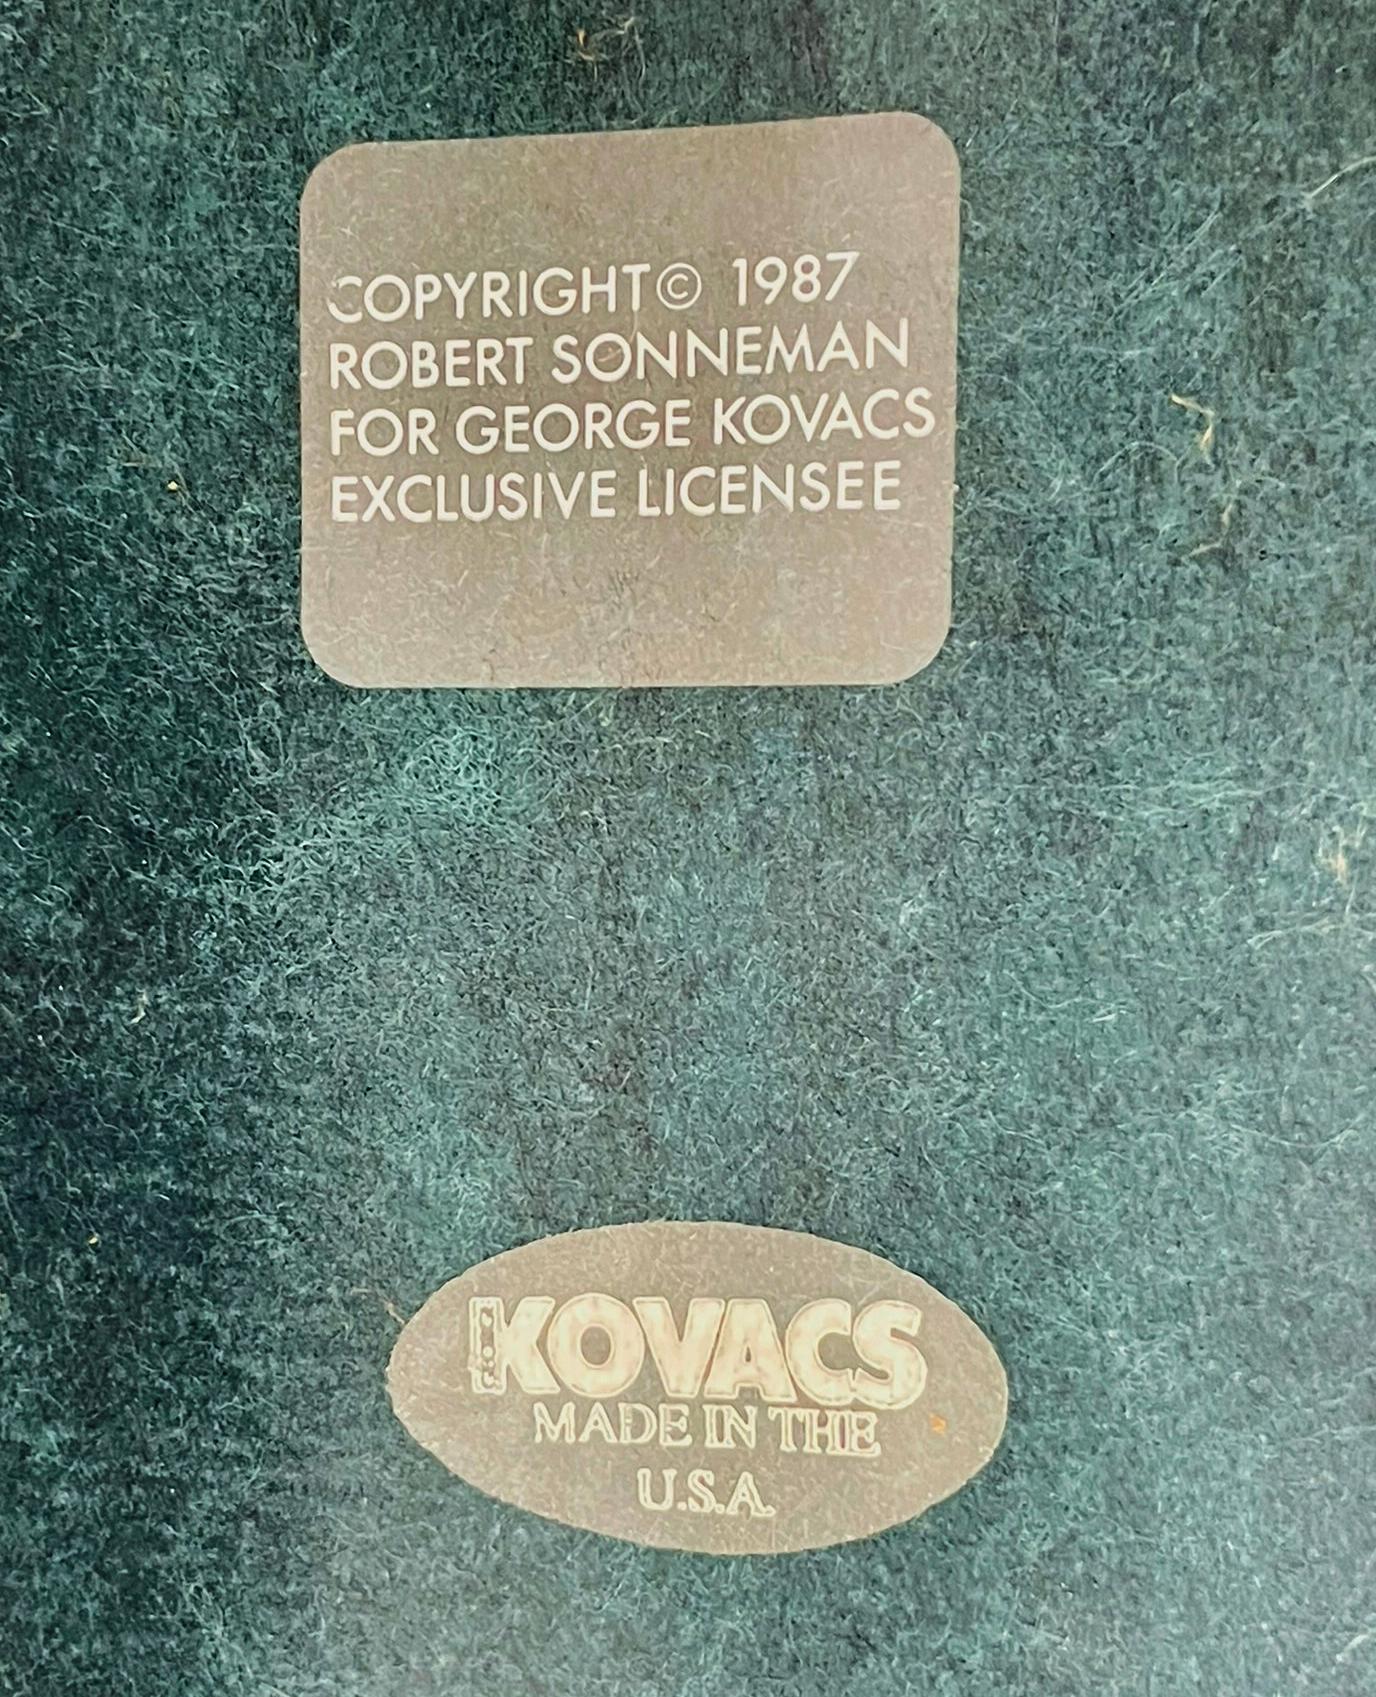 COPYRIGHT© 1987
ROBERT SONNEMAN
FOR GEORGE KOVACS
EXCLUSIVE LICENSEE
KOVACS
MADE IN THE
U.S.A.